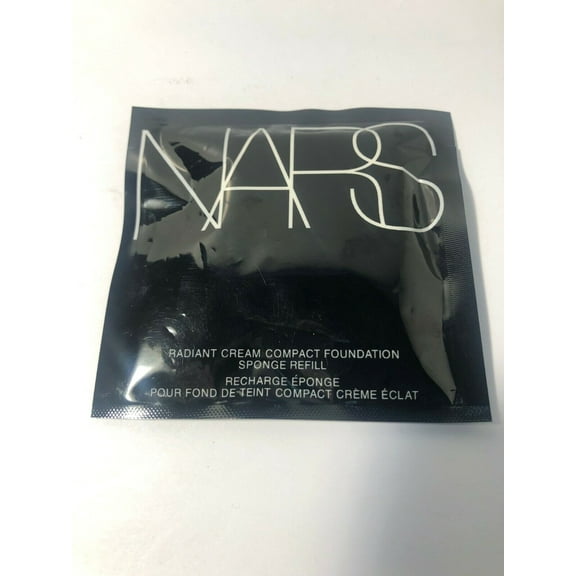 NARS
RADIANT CREAM COMPACT FOUNDATION
SPONGE REFILL
RECHARGE ÉPONGE
POUR FOND DE TEINT COMPACT CRÈME ÉCLAT